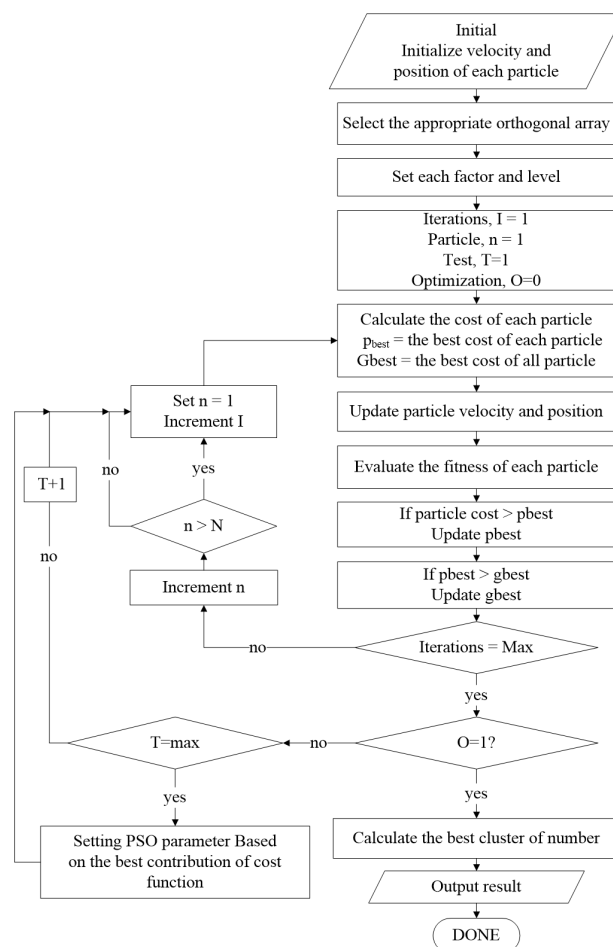 Initial
Initialize velocity and
position of each particle
Select the appropriate orthogonal array
Set each factor and level
Iterations, I = 1
Particle, n = 1
Test, T=1
Optimization, O=0
Calculate the cost of each particle
pbest = the best cost of each particle
Gbest = the best cost of all particle
Set n = 1
Increment I
Update particle velocity and position
no
yes
Evaluate the fitness of each particle
T+1
n > N
If particle cost > pbest
Update pbest
no
Increment n
If pbest > gbest
Update gbest
no
Iterations = Max
yes
T=max
no
O=1?
yes
yes
Setting PSO parameter Based
on the best contribution of cost
function
Calculate the best cluster of number
Output result
DONE